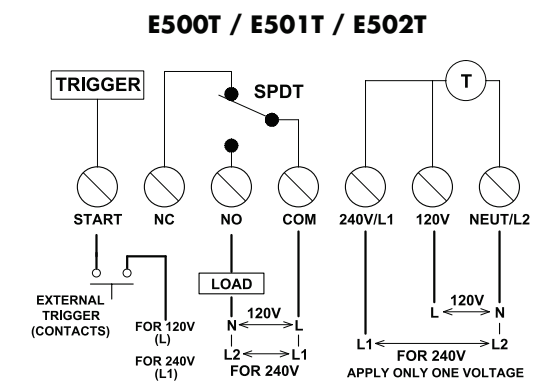 E500T / E501T / E502T
TRIGGER
SPDT
T
START NC NO COM 240V/L1 120V NEUT/L2
LOAD
EXTERNAL
TRIGGER
(CONTACTS)
FOR 120V
(L)
FOR 240V
(L1)
N 120V L
L2 L1
FOR 240V
L 120V N
L1 L2
FOR 240V
APPLY ONLY ONE VOLTAGE